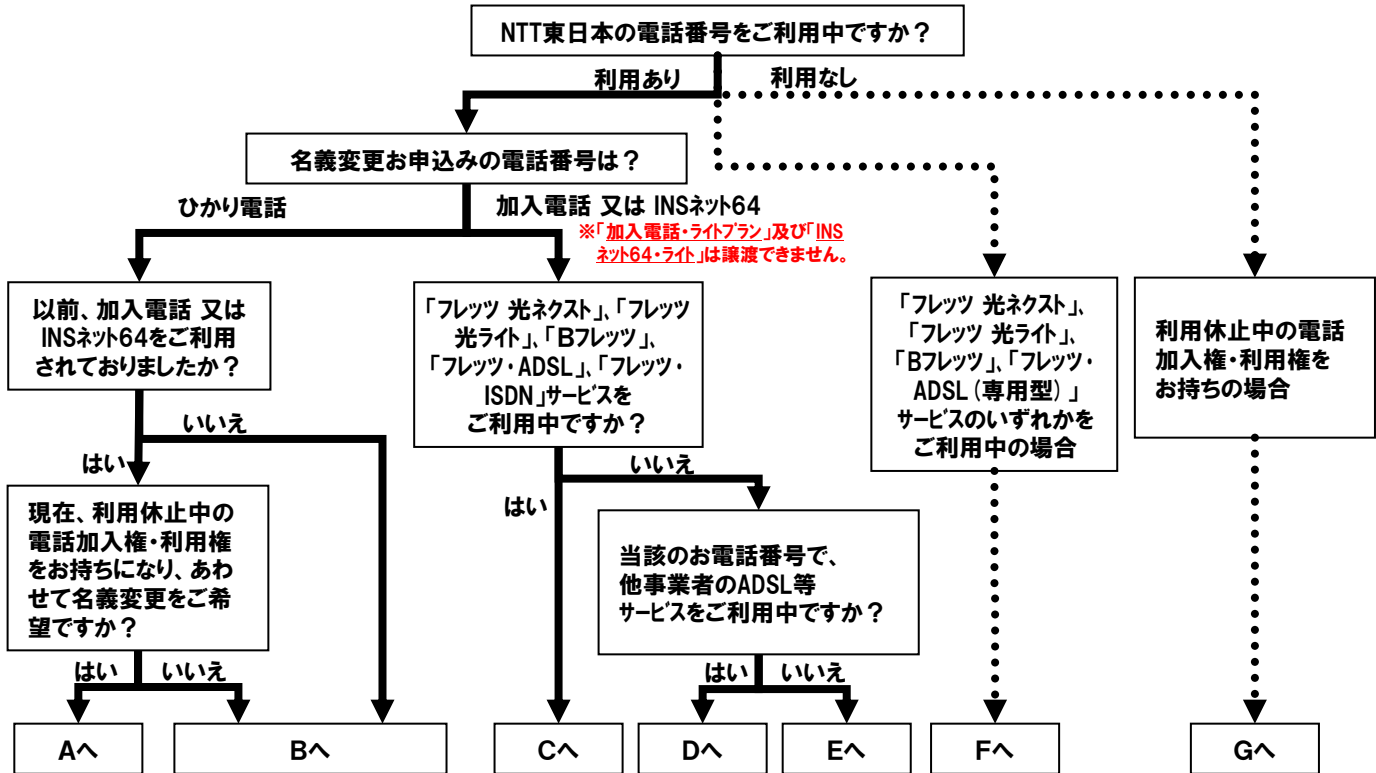 NTT東日本の電話番号をご利用中ですか？
利用あり
利用なし
名義変更お申込みの電話番号は？
ひかり電話
加入電話 又は INSネット64
※「加入電話・ライトプラン」及び「INS
ネット64・ライト」は譲渡できません。
以前、加入電話 又は
INSネット64をご利用
されておりましたか？
「フレッツ 光ネクスト」、「フレッツ
光ライト」、「Bフレッツ」、
「フレッツ・ADSL」、「フレッツ・
ISDN」サービスを
ご利用中ですか？
「フレッツ 光ネクスト」、
「フレッツ 光ライト」、
「Bフレッツ」、「フレッツ・
ADSL（専用型）」
サービスのいずれかを
ご利用中の場合
利用休止中の電話
加入権・利用権を
お持ちの場合
いいえ
はい
いいえ
はい
現在、利用休止中の
電話加入権・利用権
をお持ちになり、あわ
せて名義変更をご希
望ですか？
当該のお電話番号で、
他事業者のADSL等
サービスをご利用中ですか？
はい
いいえ
はい
いいえ
Aへ
Bへ
Cへ
Dへ
Eへ
Fへ
Gへ